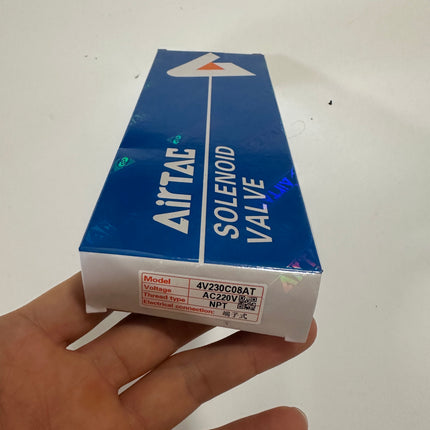 AirTAC
SOLENOID
VALVE
Model 4V230C08AT
Voltage AC220V
Thread type NPT
Electrical connection: 端子式